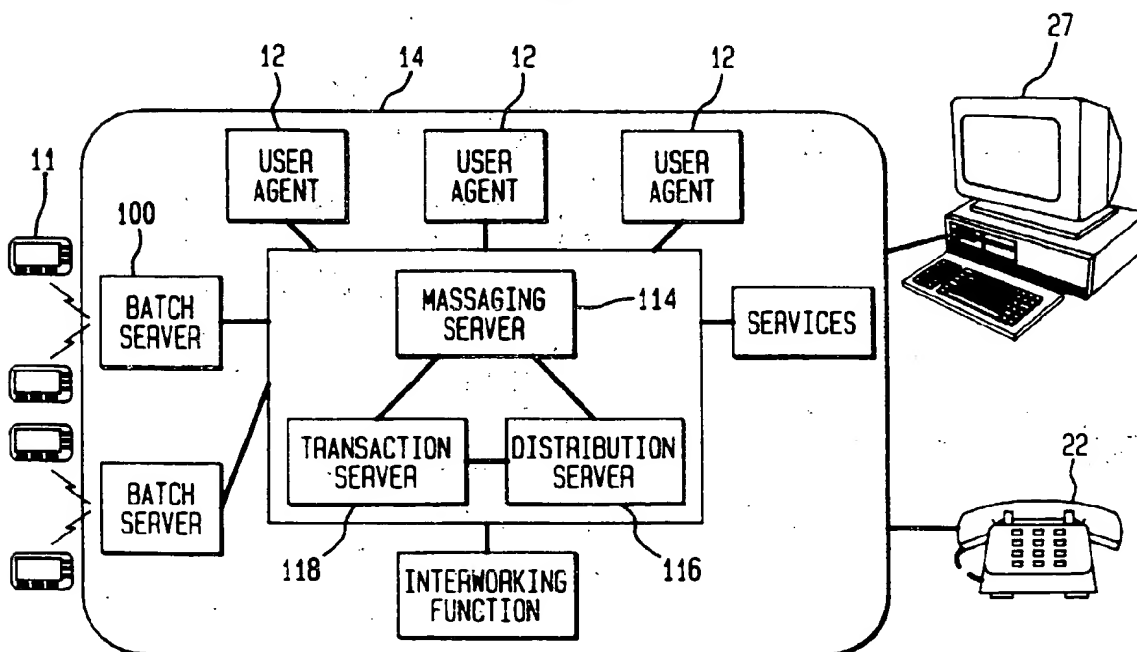 12
14
12
12
27
11
100
USER
AGENT
USER
AGENT
USER
AGENT
BATCH
SERVER
MASSAGING
SERVER
114
SERVICES
TRANSACTION
SERVER
DISTRIBUTION
SERVER
BATCH
SERVER
22
118
116
INTERWORKING
FUNCTION